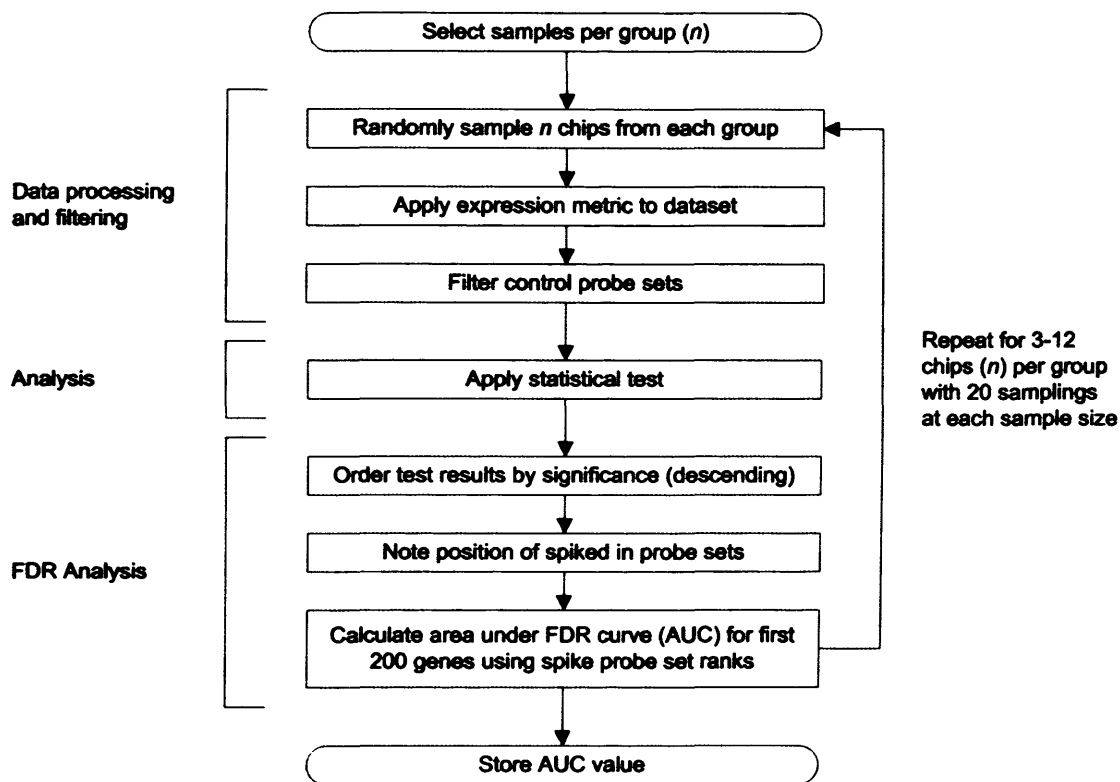 Select samples per group (n)
Randomly sample n chips from each group
Data processing
and filtering
Apply expression metric to dataset
Filter control probe sets
Repeat for 3-12
chips (n) per group
with 20 samplings
at each sample size
Analysis
Apply statistical test
Order test results by significance (descending)
Note position of spiked in probe sets
FDR Analysis
Calculate area under FDR curve (AUC) for first
200 genes using spike probe set ranks
Store AUC value